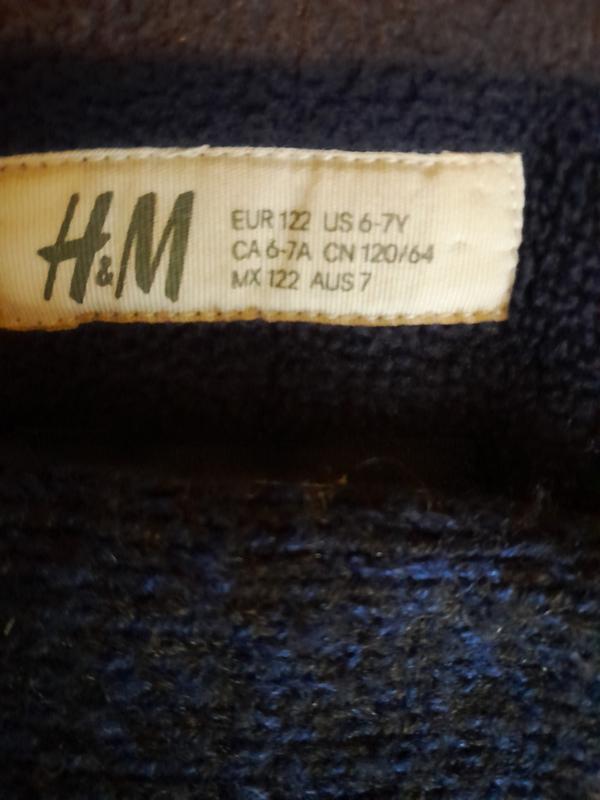 H&M
EUR 122 US 6-7Y
CA 6-7A CN 120/64
MX 122 AUS 7